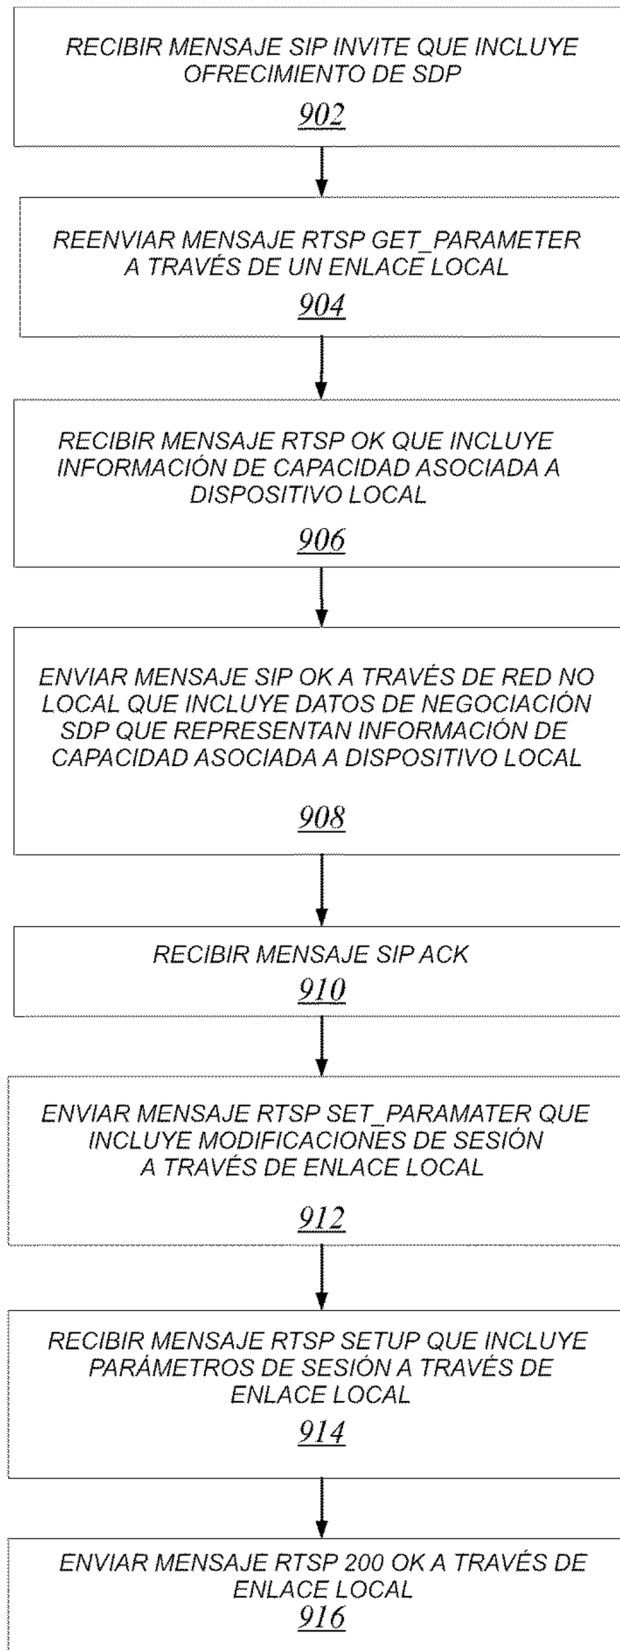 RECIBIR MENSAJE SIP INVITE QUE INCLUYE
OFRECIMIENTO DE SDP
902
REENVIAR MENSAJE RTSP GET_PARAMETER
A TRAVÉS DE UN ENLACE LOCAL
904
RECIBIR MENSAJE RTSP OK QUE INCLUYE
INFORMACIÓN DE CAPACIDAD ASOCIADA A
DISPOSITIVO LOCAL
906
ENVIAR MENSAJE SIP OK A TRAVÉS DE RED NO
LOCAL QUE INCLUYE DATOS DE NEGOCIACIÓN
SDP QUE REPRESENTAN INFORMACIÓN DE
CAPACIDAD ASOCIADA A DISPOSITIVO LOCAL
908
RECIBIR MENSAJE SIP ACK
910
ENVIAR MENSAJE RTSP SET_PARAMATER QUE
INCLUYE MODIFICACIONES DE SESIÓN
A TRAVÉS DE ENLACE LOCAL
912
RECIBIR MENSAJE RTSP SETUP QUE INCLUYE
PARÁMETROS DE SESIÓN A TRAVÉS DE
ENLACE LOCAL
914
ENVIAR MENSAJE RTSP 200 OK A TRAVÉS DE
ENLACE LOCAL
916